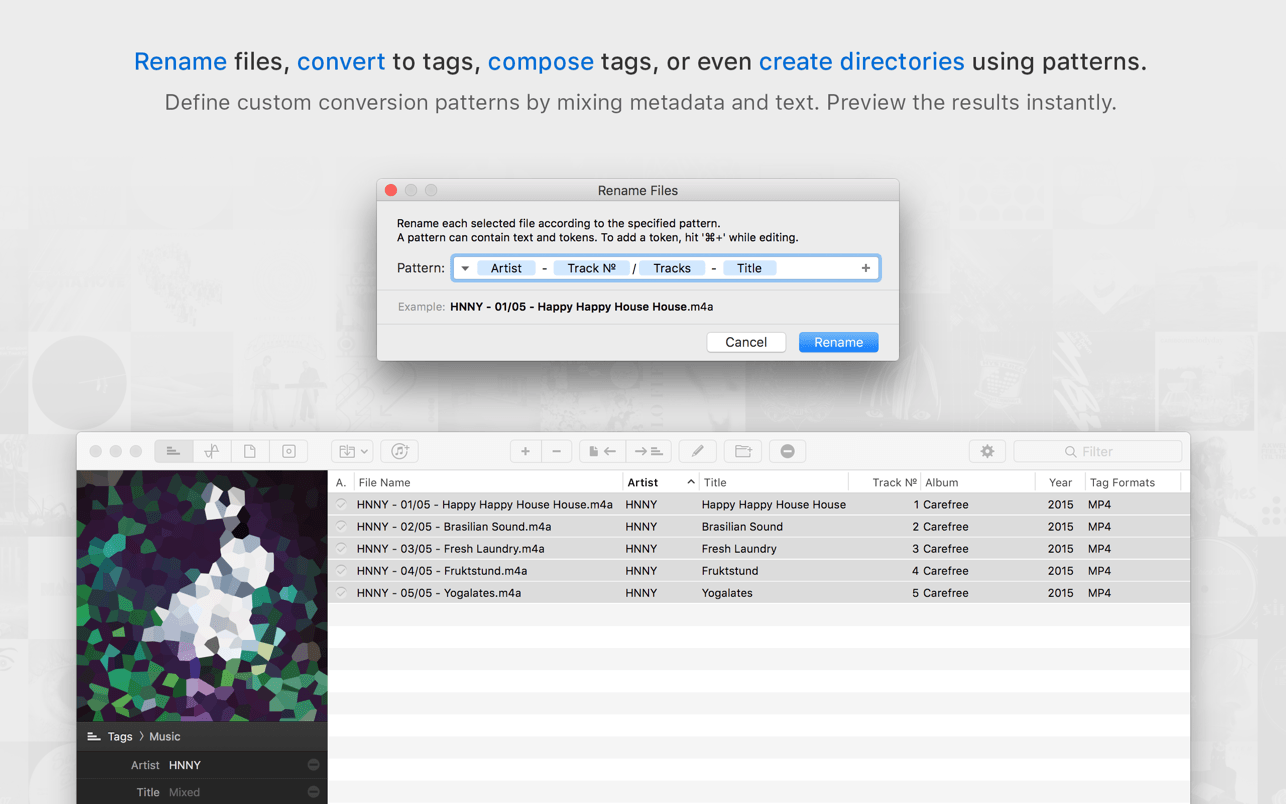 Rename files, convert to tags, compose tags, or even create directories using patterns.
Define custom conversion patterns by mixing metadata and text. Preview the results instantly.
Rename Files
Rename each selected file according to the specified pattern.
A pattern can contain text and tokens. To add a token, hit '⌘+' while editing.
Pattern: Artist - Track № / Tracks - Title +
Example: HNNY - 01/05 - Happy Happy House House.m4a
Cancel Rename
Filter
A. File Name Artist Title Track № Album Year Tag Formats
HNNY - 01/05 - Happy Happy House House.m4a HNNY Happy Happy House House 1 Carefree 2015 MP4
HNNY - 02/05 - Brasilian Sound.m4a HNNY Brasilian Sound 2 Carefree 2015 MP4
HNNY - 03/05 - Fresh Laundry.m4a HNNY Fresh Laundry 3 Carefree 2015 MP4
HNNY - 04/05 - Fruktstund.m4a HNNY Fruktstund 4 Carefree 2015 MP4
HNNY - 05/05 - Yogalates.m4a HNNY Yogalates 5 Carefree 2015 MP4
Tags 〉 Music
Artist HNNY
Title Mixed